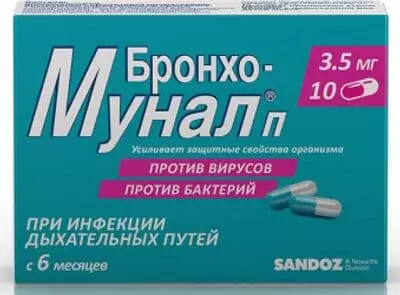 Бронхо-
Мунал® п
3.5 мг
10
Усиливает защитные свойства организма
ПРОТИВ ВИРУСОВ
ПРОТИВ БАКТЕРИЙ
ПРИ ИНФЕКЦИИ
ДЫХАТЕЛЬНЫХ ПУТЕЙ
с 6 месяцев
SANDOZ
A Novartis
Division